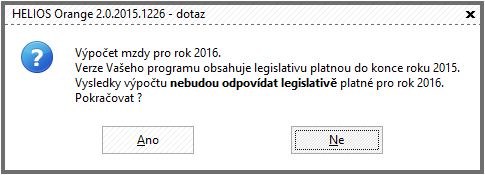 HELIOS Orange 2.0.2015.1226 - dotaz
Výpočet mzdy pro rok 2016.
Verze Vašeho programu obsahuje legislativu platnou do konce roku 2015.
Vysledky výpočtu nebudou odpovídat legislativě platné pro rok 2016.
Pokračovat ?
Ano
Ne